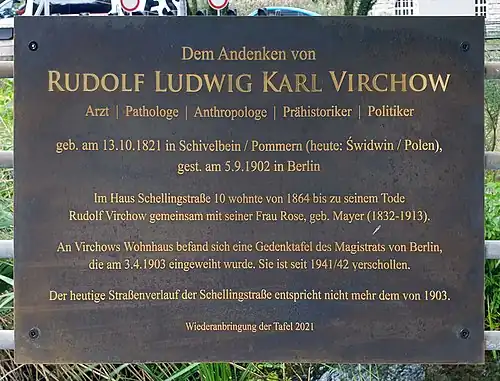 Dem Andenken von
RUDOLF LUDWIG KARL VIRCHOW
Arzt | Pathologe | Anthropologe | Prähistoriker | Politiker
geb. am 13.10.1821 in Schivelbein / Pommern (heute: Świdwin / Polen),
gest. am 5.9.1902 in Berlin
Im Haus Schellingstraße 10 wohnte von 1864 bis zu seinem Tode
Rudolf Virchow gemeinsam mit seiner Frau Rose, geb. Mayer (1832-1913).
An Virchows Wohnhaus befand sich eine Gedenktafel des Magistrats von Berlin,
die am 3.4.1903 eingeweiht wurde. Sie ist seit 1941/42 verschollen.
Der heutige Straßenverlauf der Schellingstraße entspricht nicht mehr dem von 1903.
Wiederanbringung der Tafel 2021